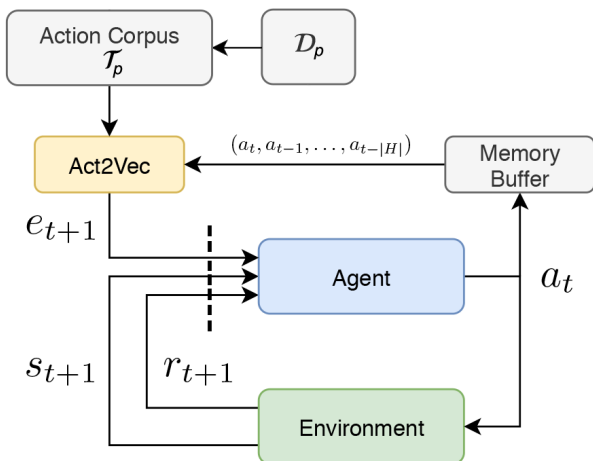 Action Corpus
𝒯ₚ
𝒟ₚ
Act2Vec
(aₜ, aₜ₋₁, . . . , aₜ₋|H|)
Memory
Buffer
eₜ₊₁
Agent
aₜ
sₜ₊₁
rₜ₊₁
Environment